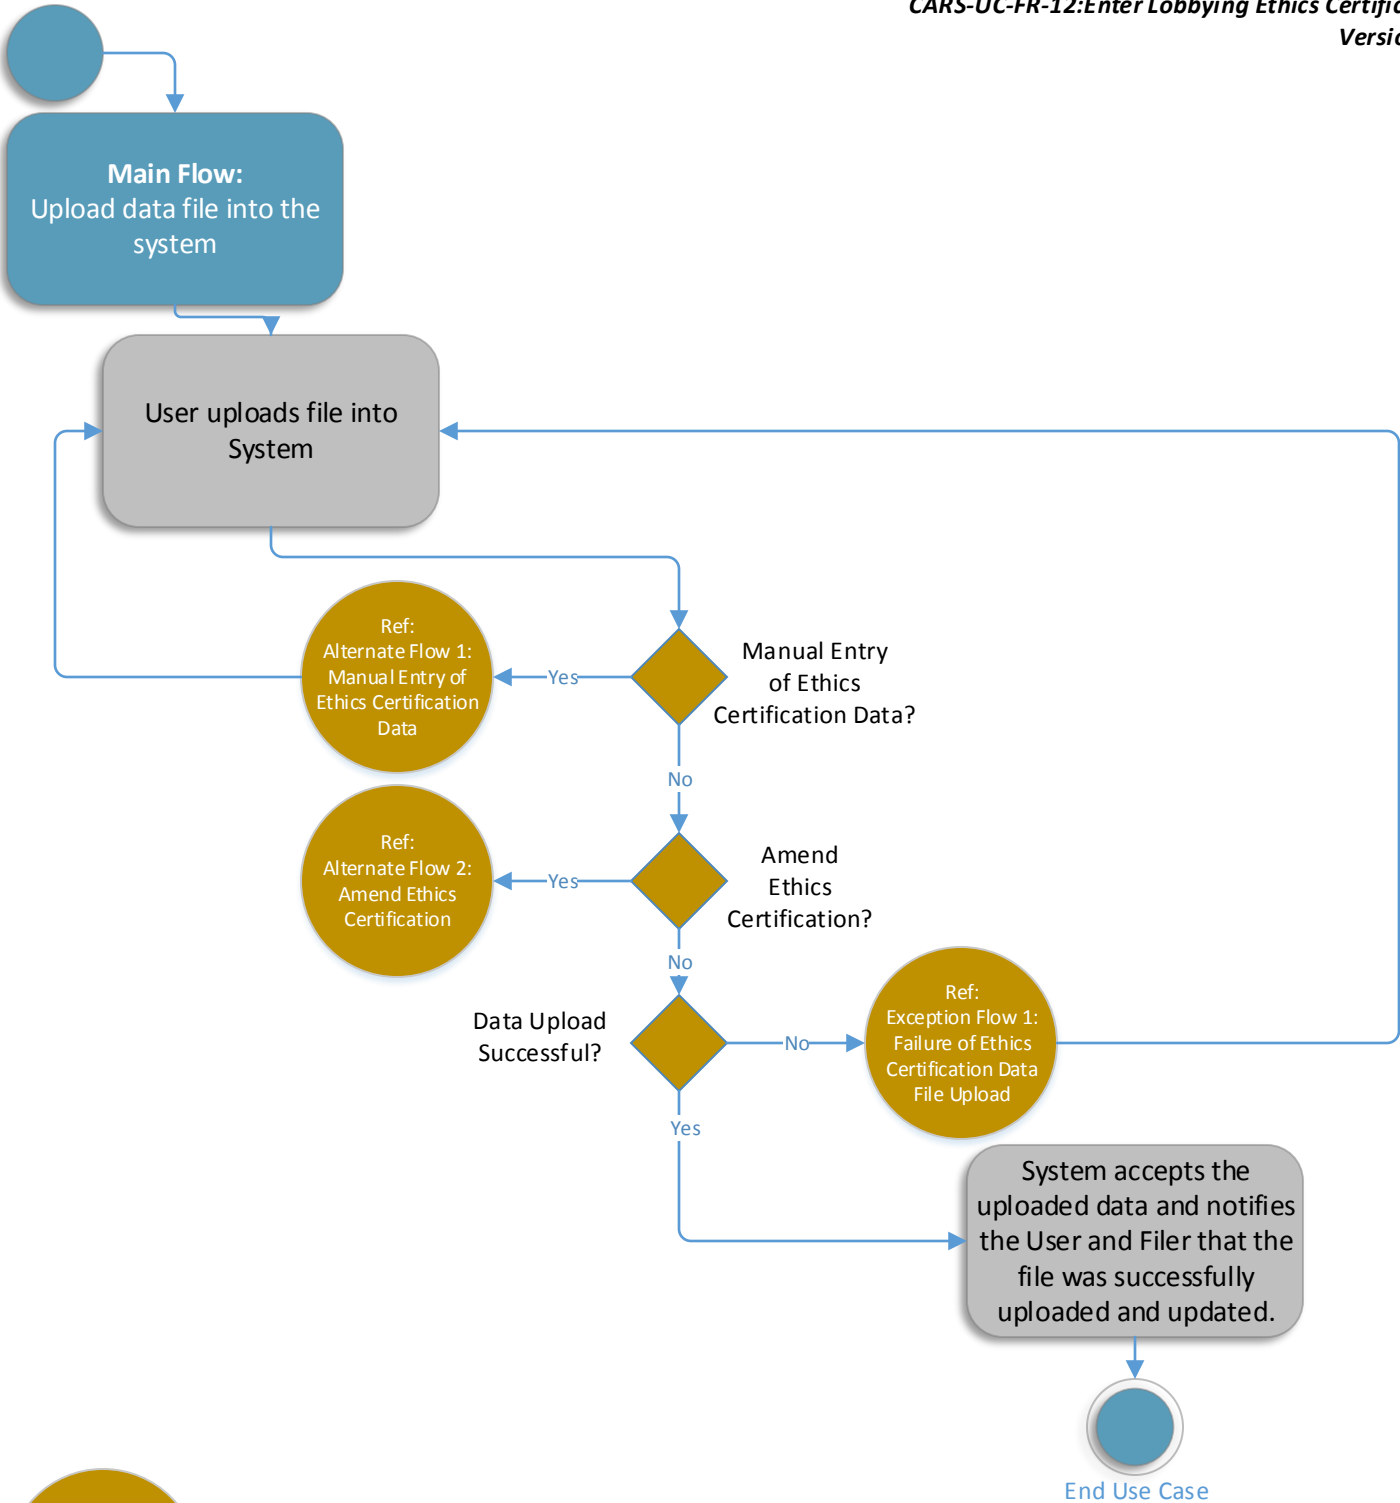 CARS-UC-FR-12:Enter Lobbying Ethics
Main Flow:
Upload data file into the
system
User uploads file into
System
Ref:
Alternate Flow 1:
Manual Entry of
Ethics Certification
Data
Yes
Manual Entry
of Ethics
Certification Data?
No
Ref:
Alternate Flow 2:
Amend Ethics
Certification
Yes
Amend
Ethics
Certification?
No
Data Upload
Successful?
No
Ref:
Exception Flow 1:
Failure of Ethics
Certification Data
File Upload
Yes
System accepts the
uploaded data and notifies
the User and Filer that the
file was successfully
uploaded and updated.
End Use Case